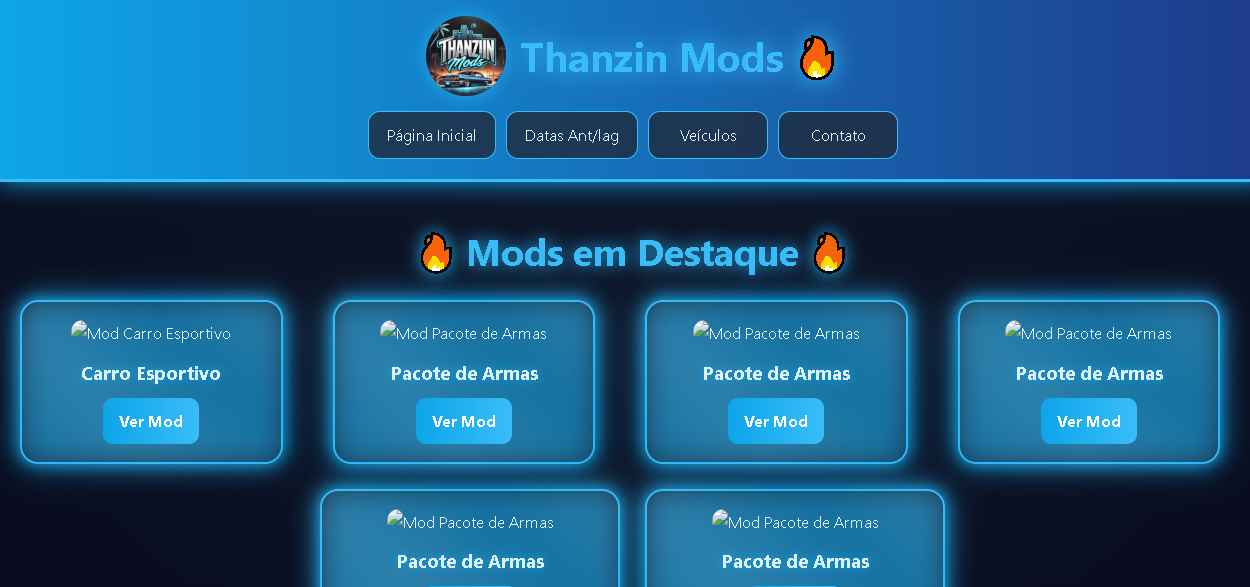 THANZIIN
Mods
Thanzin Mods
Página Inicial
Datas Ant/lag
Veículos
Contato
Mods em Destaque
Mod Carro Esportivo
Mod Pacote de Armas
Mod Pacote de Armas
Mod Pacote de Armas
Carro Esportivo
Pacote de Armas
Pacote de Armas
Pacote de Armas
Ver Mod
Ver Mod
Ver Mod
Ver Mod
Mod Pacote de Armas
Mod Pacote de Armas
Pacote de Armas
Pacote de Armas